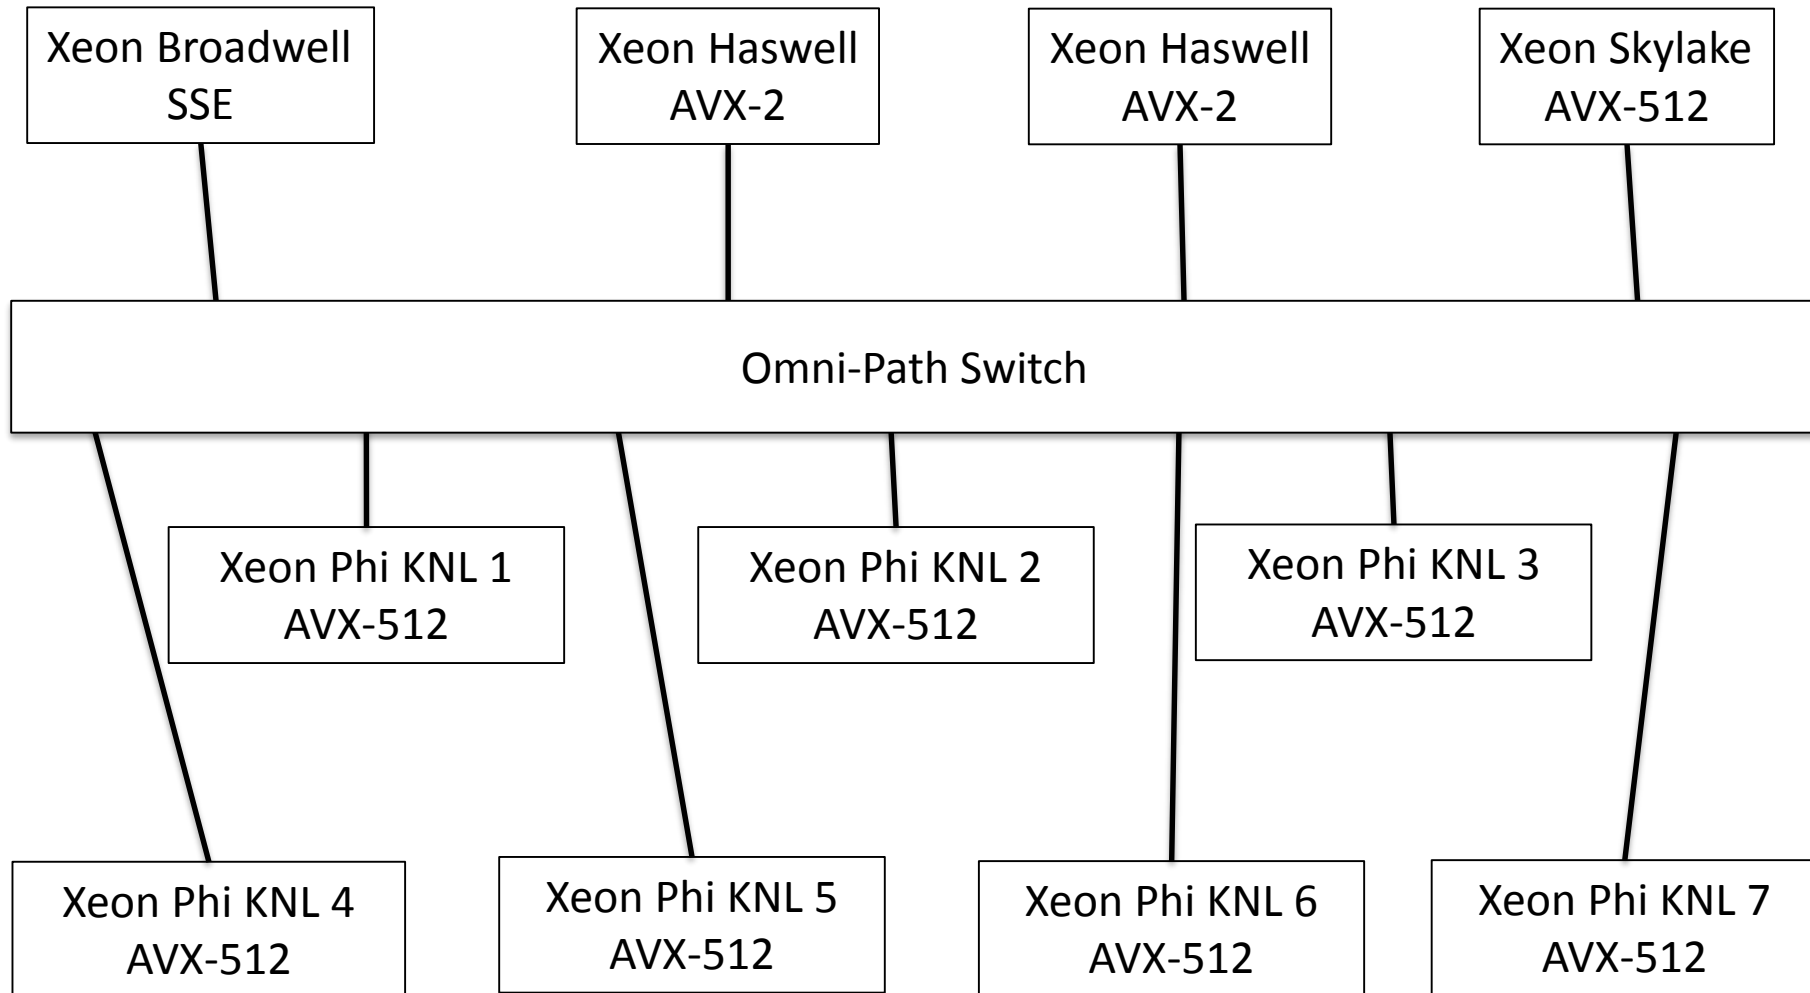 Xeon Broadwell
SSE
Xeon Haswell
AVX-2
Xeon Haswell
AVX-2
Xeon Skylake
AVX-512
Omni-Path Switch
Xeon Phi KNL 1
AVX-512
Xeon Phi KNL 2
AVX-512
Xeon Phi KNL 3
AVX-512
Xeon Phi KNL 4
AVX-512
Xeon Phi KNL 5
AVX-512
Xeon Phi KNL 6
AVX-512
Xeon Phi KNL 7
AVX-512